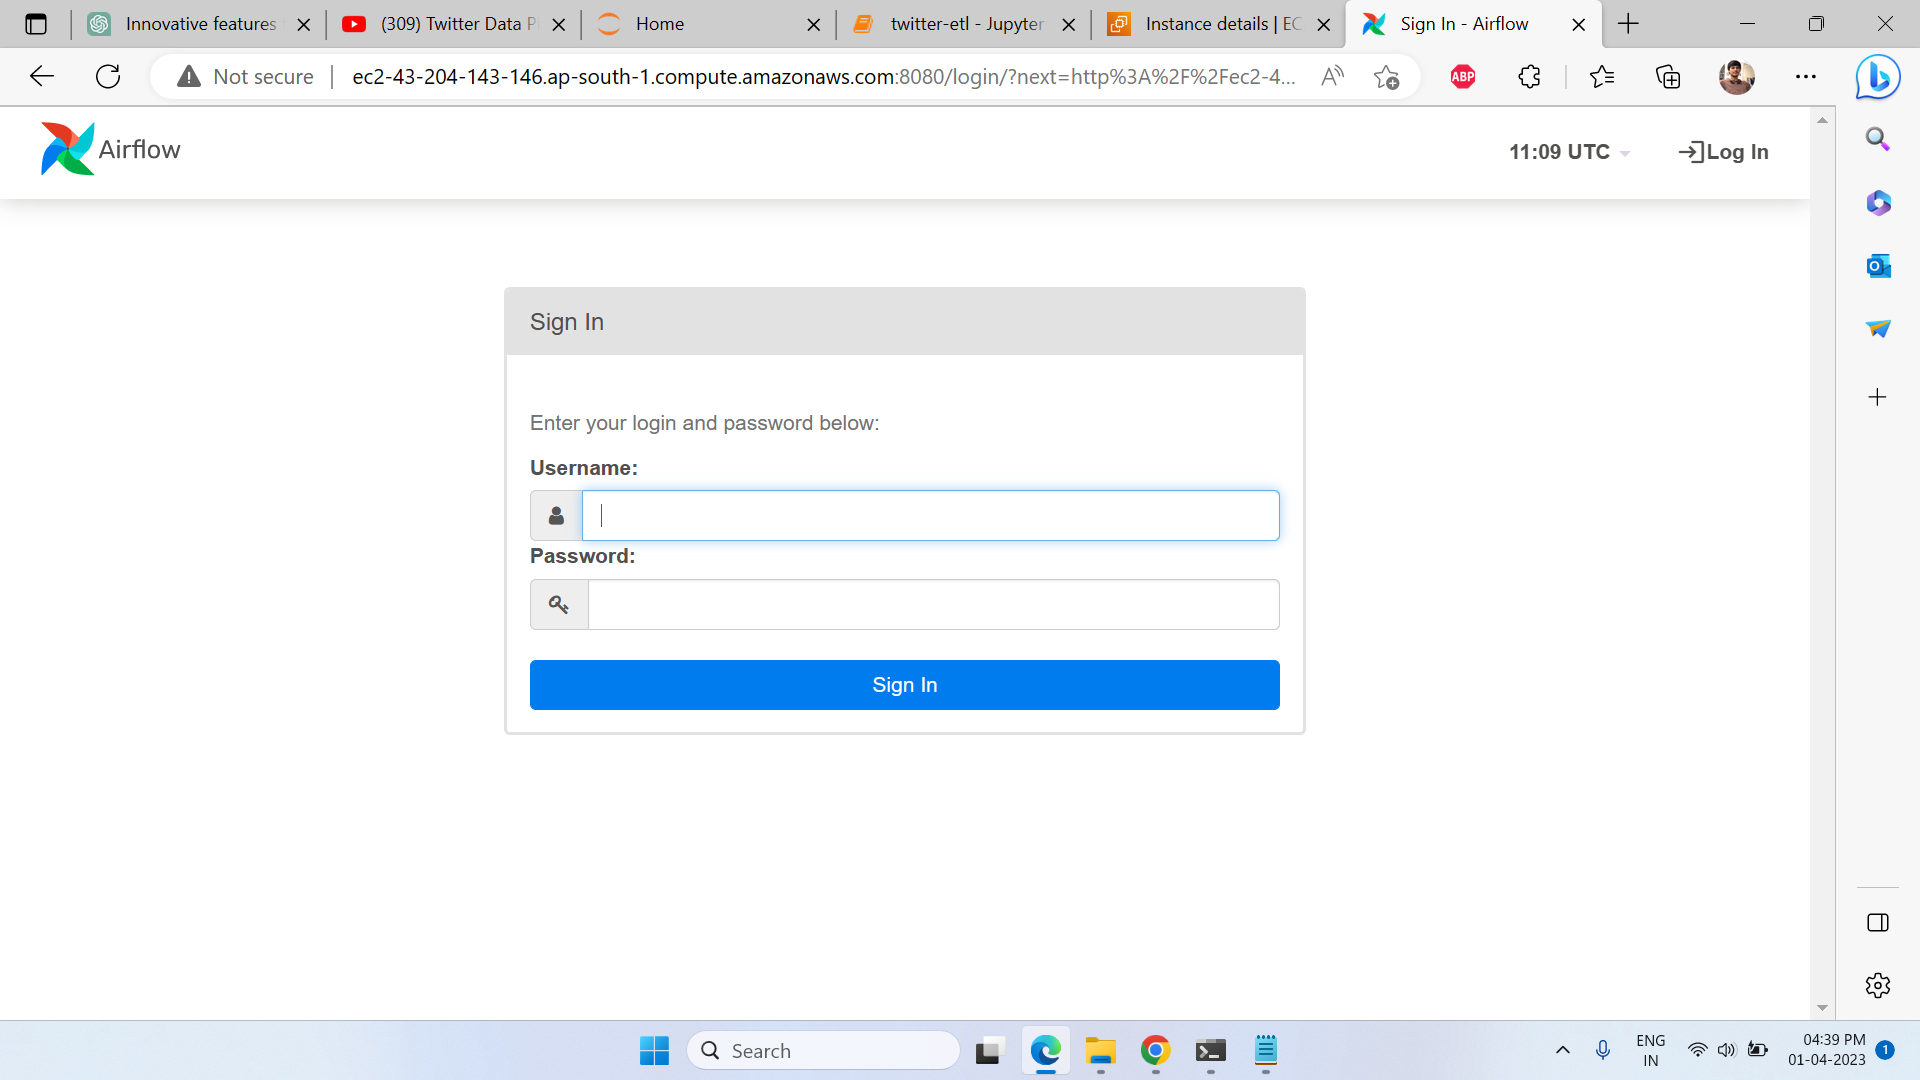 Innovative features
(309) Twitter Data P
Home
twitter-etl - Jupyter
Instance details | EC
Sign In - Airflow
Not secure
ec2-43-204-143-146.ap-south-1.compute.amazonaws.com:8080/login/?next=http%3A%2F%2Fec2-4...
ABP
Airflow
11:09 UTC
Log In
Sign In
Enter your login and password below:
Username:
Password:
Sign In
Search
ENG
IN
04:39 PM
01-04-2023
1